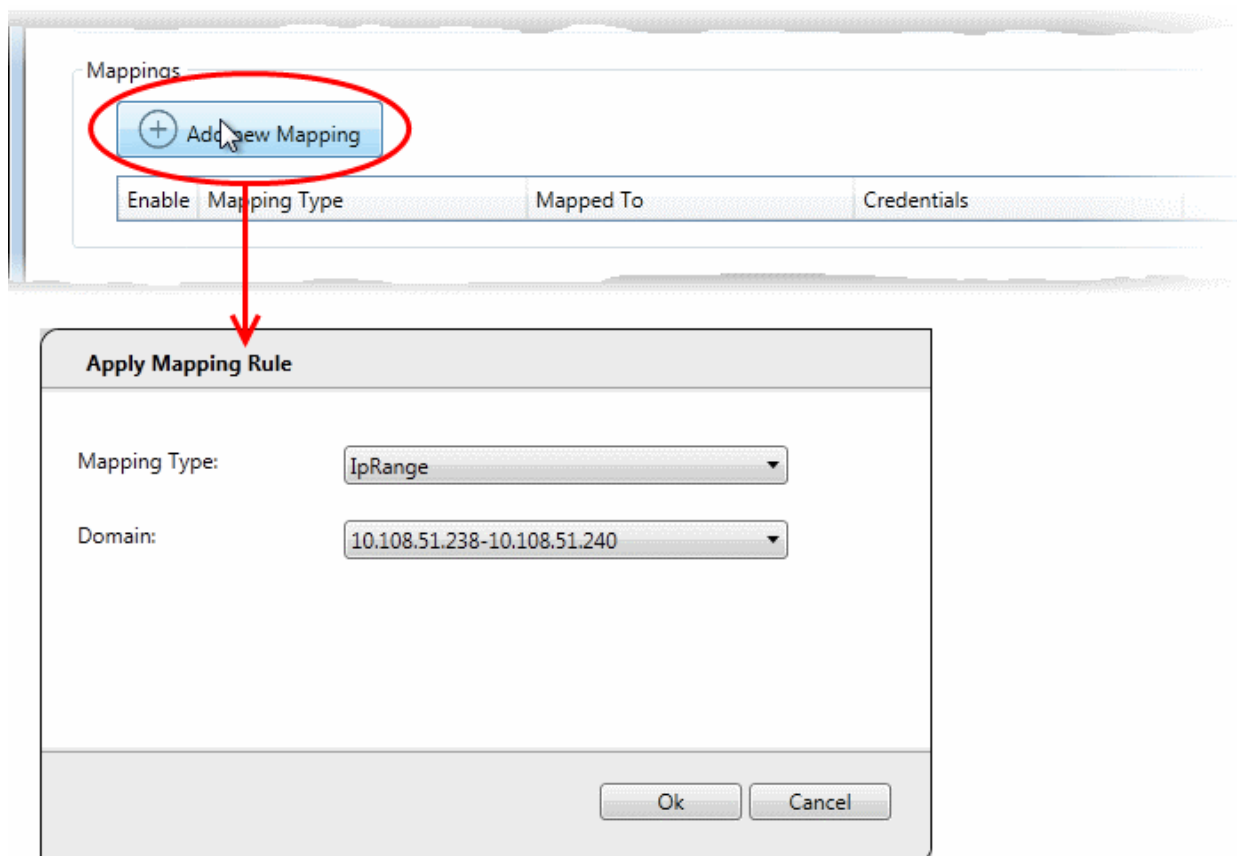 Mappings
Add new Mapping
Enable Mapping Type Mapped To Credentials
Apply Mapping Rule
Mapping Type: IpRange
Domain: 10.108.51.238-10.108.51.240
Ok Cancel